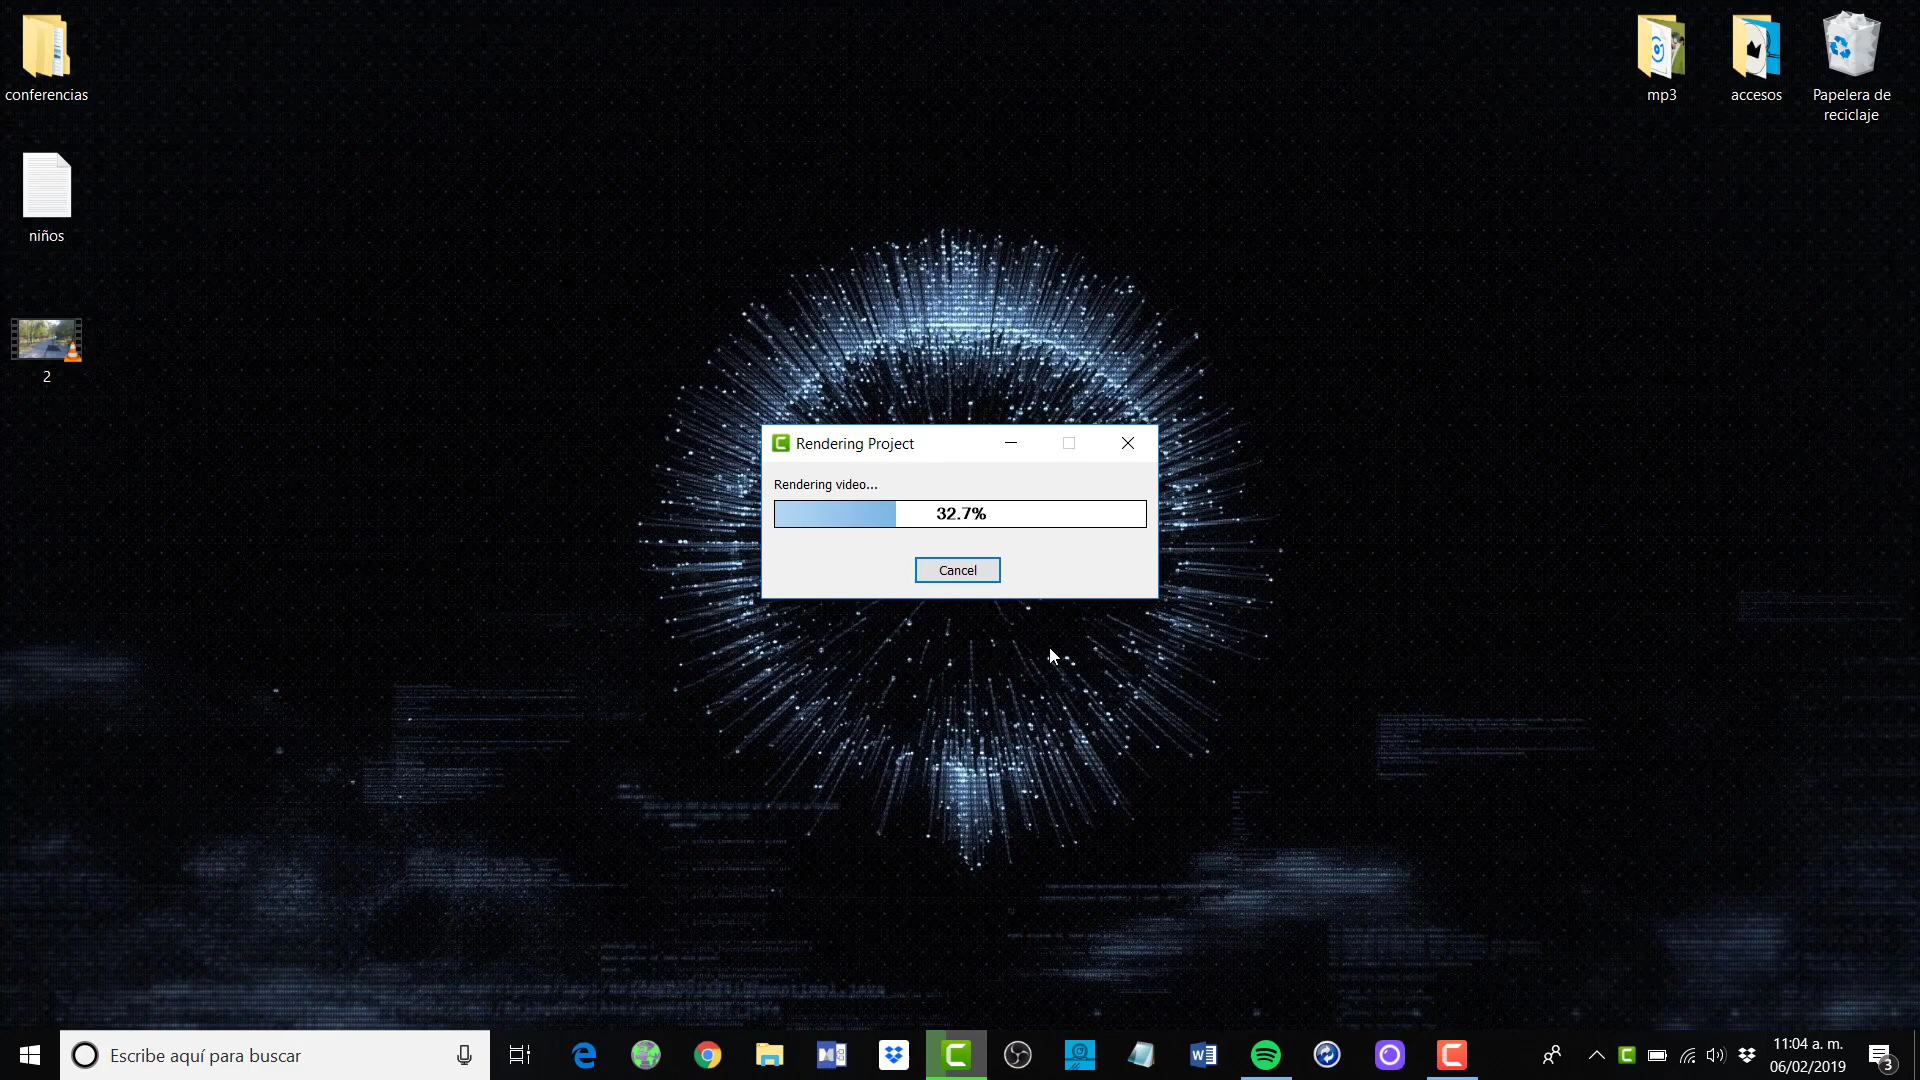 conferencias
mp3
accesos
Papelera de
reciclaje
niños
2
Rendering Project
Rendering video...
32.7%
Cancel
Escribe aquí para buscar
11:04 a. m.
06/02/2019
3